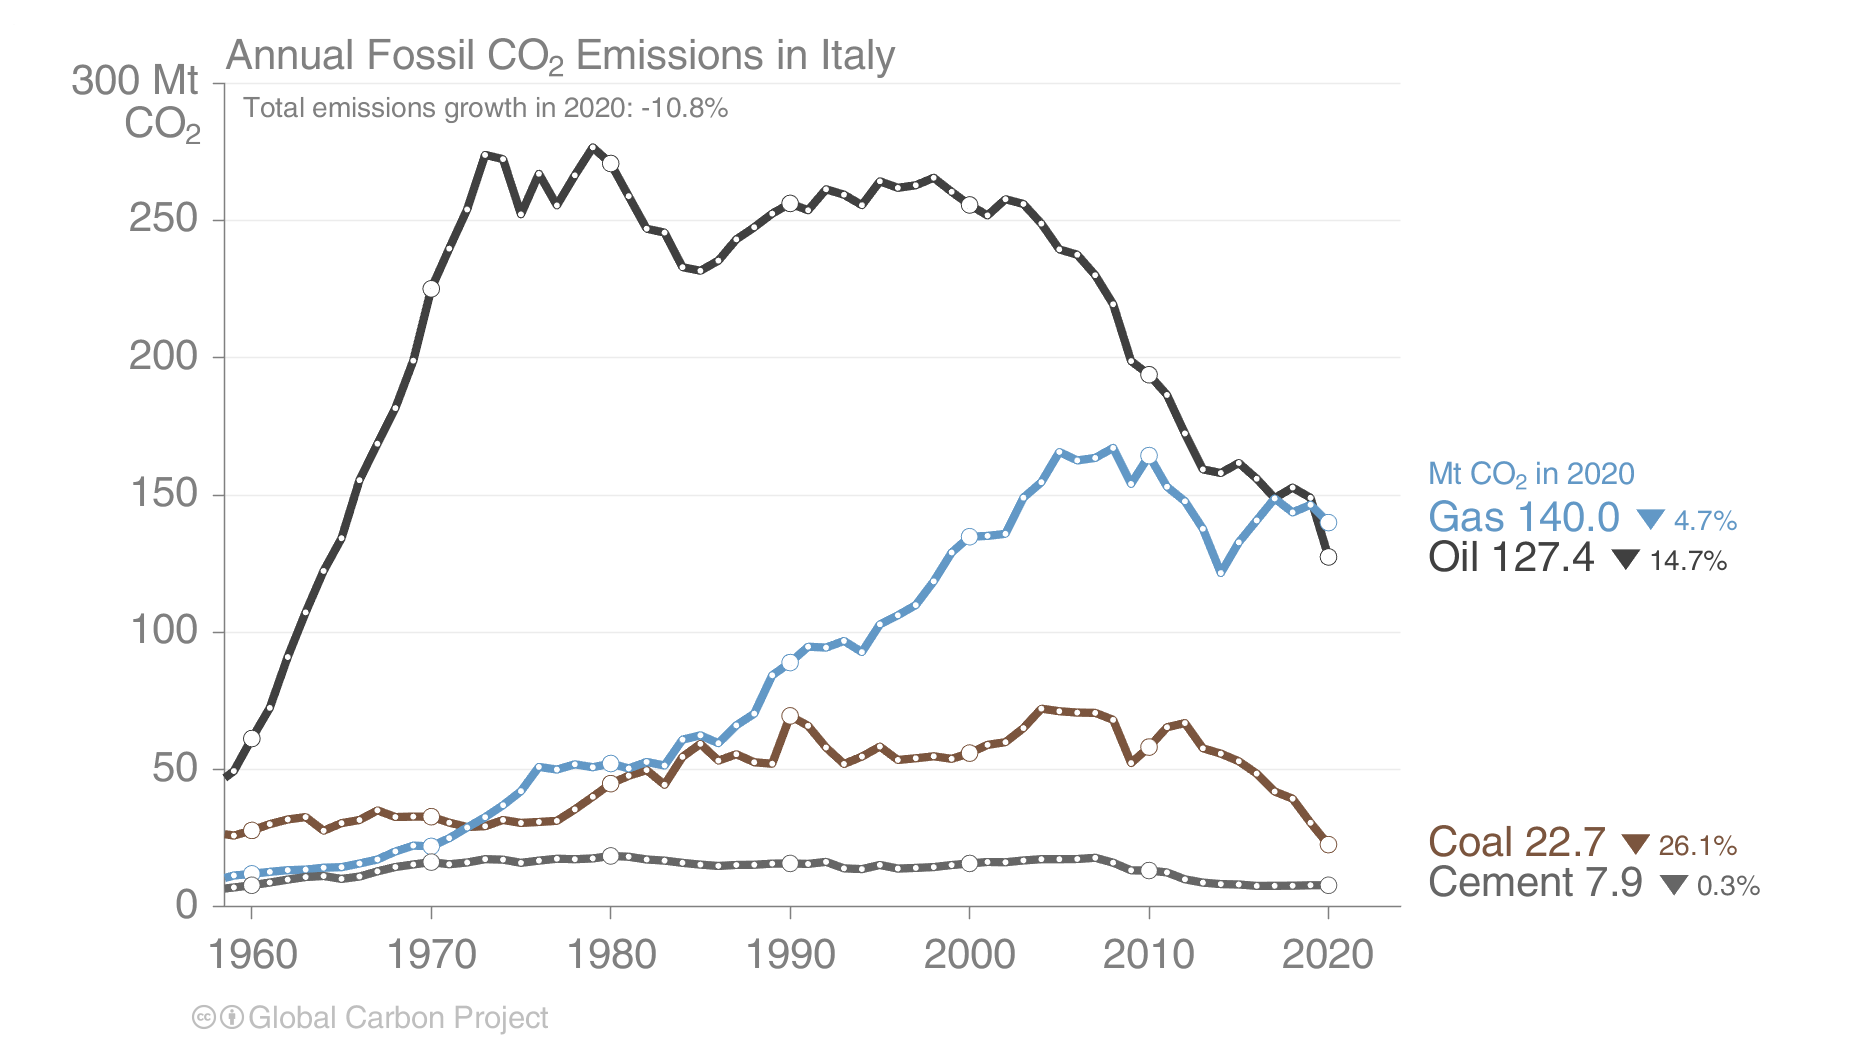 Annual Fossil CO₂ Emissions in Italy
300 Mt
CO₂
Total emissions growth in 2020: -10.8%
250
200
150
100
50
0
Mt CO₂ in 2020
Gas 140.0 ▼ 4.7%
Oil 127.4 ▼ 14.7%
Coal 22.7 ▼ 26.1%
Cement 7.9 ▼ 0.3%
1960 1970 1980 1990 2000 2010 2020
cc Global Carbon Project